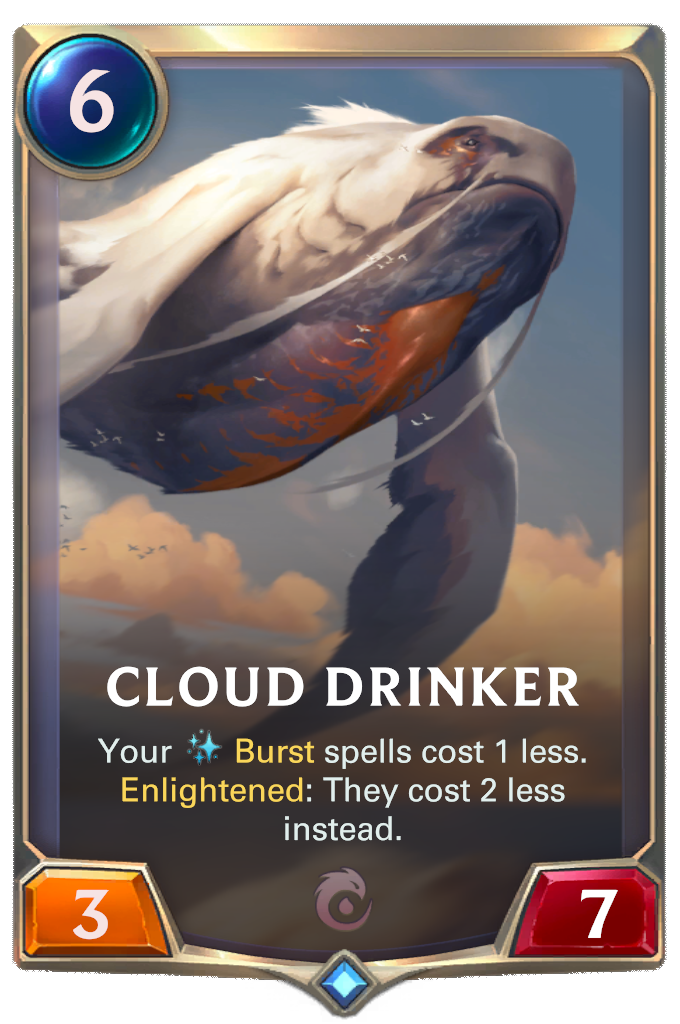 6
CLOUD DRINKER
Your Burst spells cost 1 less.
Enlightened: They cost 2 less
instead.
3
7